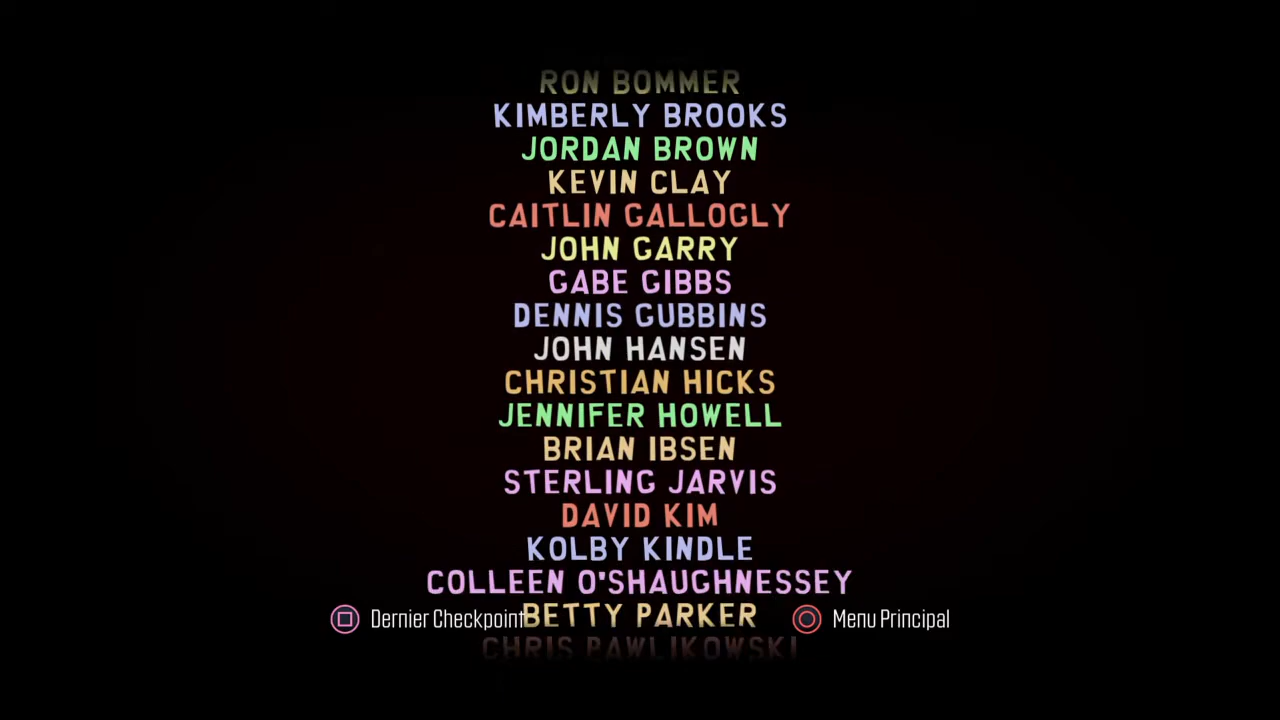 RON BOMMER
KIMBERLY BROOKS
JORDAN BROWN
KEVIN CLAY
CAITLIN GALLOGLY
JOHN GARRY
GABE GIBBS
DENNIS GUBBINS
JOHN HANSEN
CHRISTIAN HICKS
JENNIFER HOWELL
BRIAN IBSEN
STERLING JARVIS
DAVID KIM
KOLBY KINDLE
COLLEEN O'SHAUGHNESSEY
Dernier Checkpoint BETTY PARKER Menu Principal
CHRIS PAWLIKOWSKI